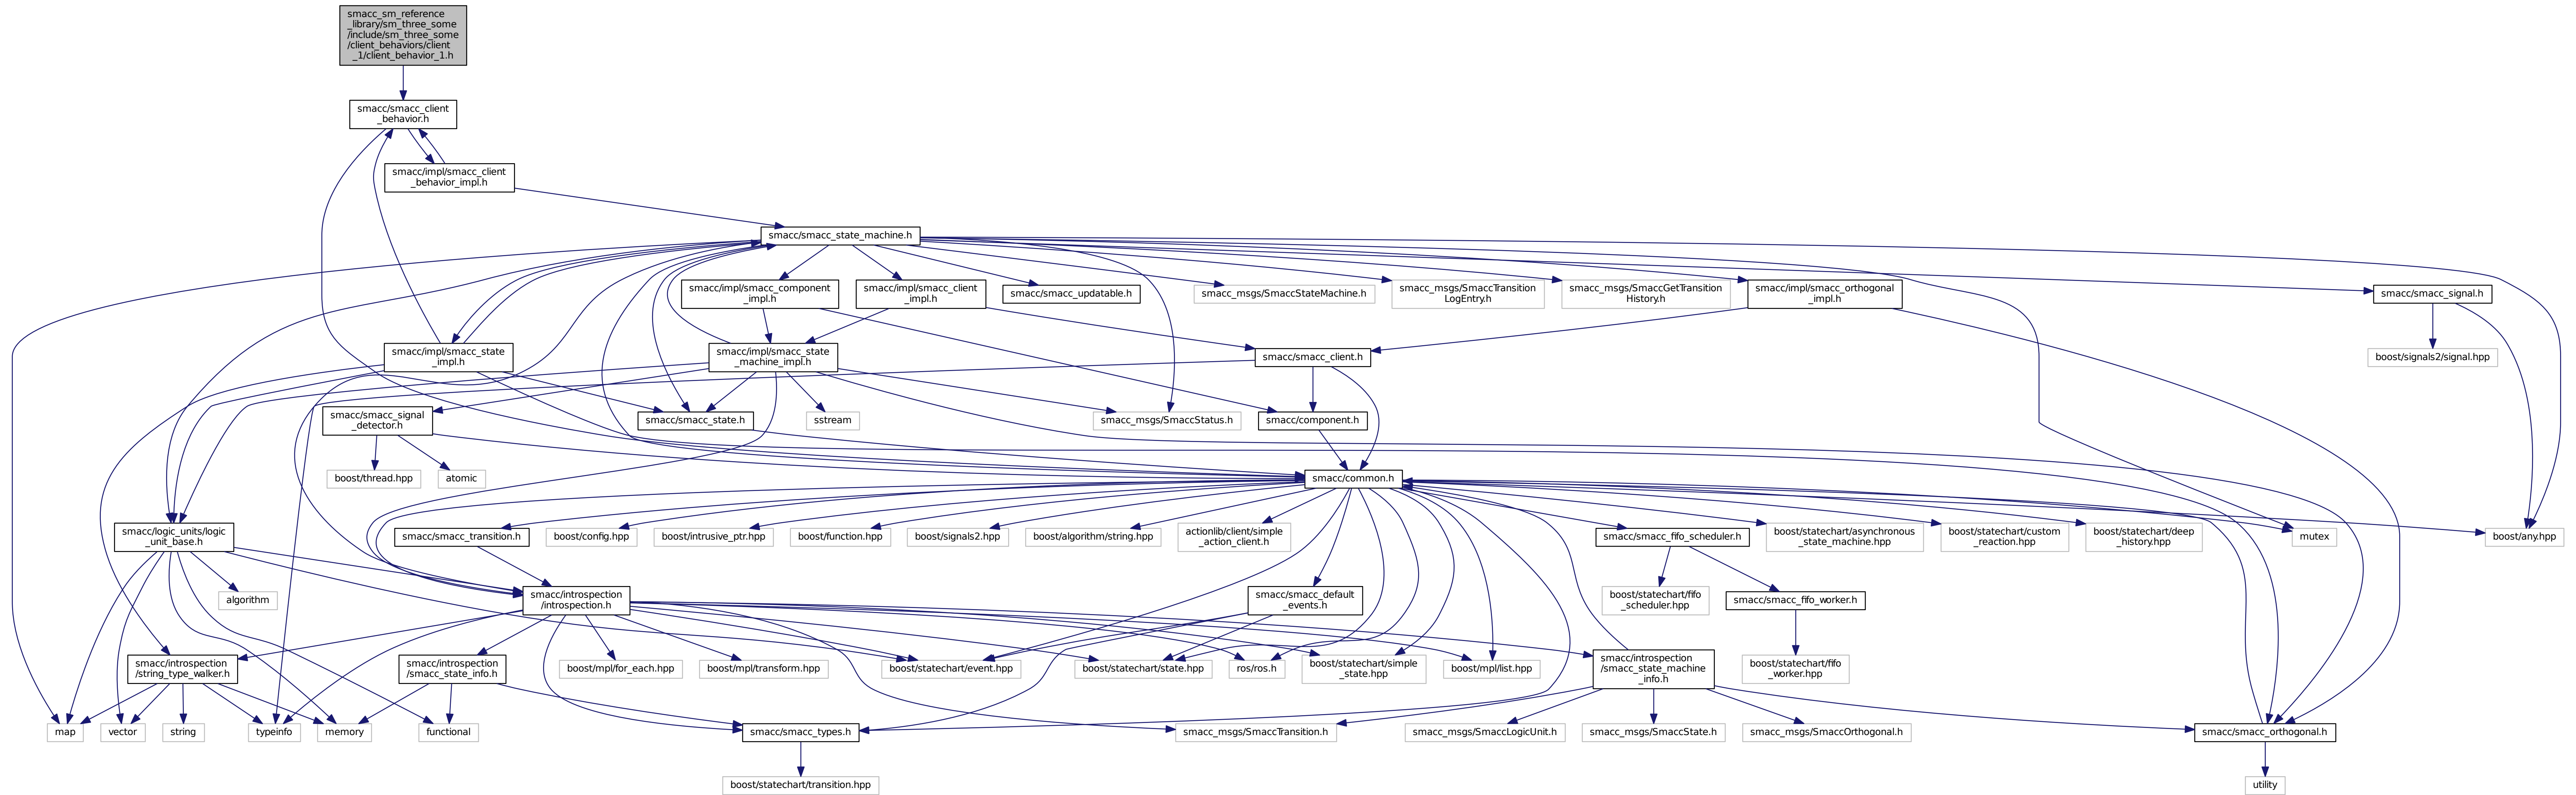 smacc_sm_reference
_library/sm_three_some
/include/sm_three_some
/client_behaviors/client
_1/client_behavior_1.h
smacc/smacc_client
_behavior.h
smacc/impl/smacc_client
_behavior_impl.h
smacc/smacc_state_machine.h
smacc/impl/smacc_component
_impl.h
smacc/impl/smacc_client
_impl.h
smacc/smacc_updatable.h
smacc_msgs/SmaccStateMachine.h
smacc_msgs/SmaccTransition
LogEntry.h
smacc_msgs/SmaccGetTransition
History.h
smacc/impl/smacc_orthogonal
_impl.h
smacc/smacc_signal.h
smacc/impl/smacc_state
_impl.h
smacc/impl/smacc_state
_machine_impl.h
smacc/smacc_client.h
boost/signals2/signal.hpp
smacc/smacc_signal
_detector.h
smacc/smacc_state.h
sstream
smacc_msgs/SmaccStatus.h
smacc/component.h
boost/thread.hpp
atomic
smacc/common.h
smacc/logic_units/logic
_unit_base.h
smacc/smacc_transition.h
boost/config.hpp
boost/intrusive_ptr.hpp
boost/function.hpp
boost/signals2.hpp
boost/algorithm/string.hpp
actionlib/client/simple
_action_client.h
smacc/smacc_fifo_scheduler.h
boost/statechart/asynchronous
_state_machine.hpp
boost/statechart/custom
_reaction.hpp
boost/statechart/deep
_history.hpp
mutex
boost/any.hpp
algorithm
smacc/introspection
/introspection.h
smacc/smacc_default
_events.h
boost/statechart/fifo
_scheduler.hpp
smacc/smacc_fifo_worker.h
smacc/introspection
/string_type_walker.h
smacc/introspection
/smacc_state_info.h
boost/mpl/for_each.hpp
boost/mpl/transform.hpp
boost/statechart/event.hpp
boost/statechart/state.hpp
ros/ros.h
boost/statechart/simple
_state.hpp
boost/mpl/list.hpp
smacc/introspection
/smacc_state_machine
_info.h
boost/statechart/fifo
_worker.hpp
map
vector
string
typeinfo
memory
functional
smacc/smacc_types.h
smacc_msgs/SmaccTransition.h
smacc_msgs/SmaccLogicUnit.h
smacc_msgs/SmaccState.h
smacc_msgs/SmaccOrthogonal.h
smacc/smacc_orthogonal.h
boost/statechart/transition.hpp
utility